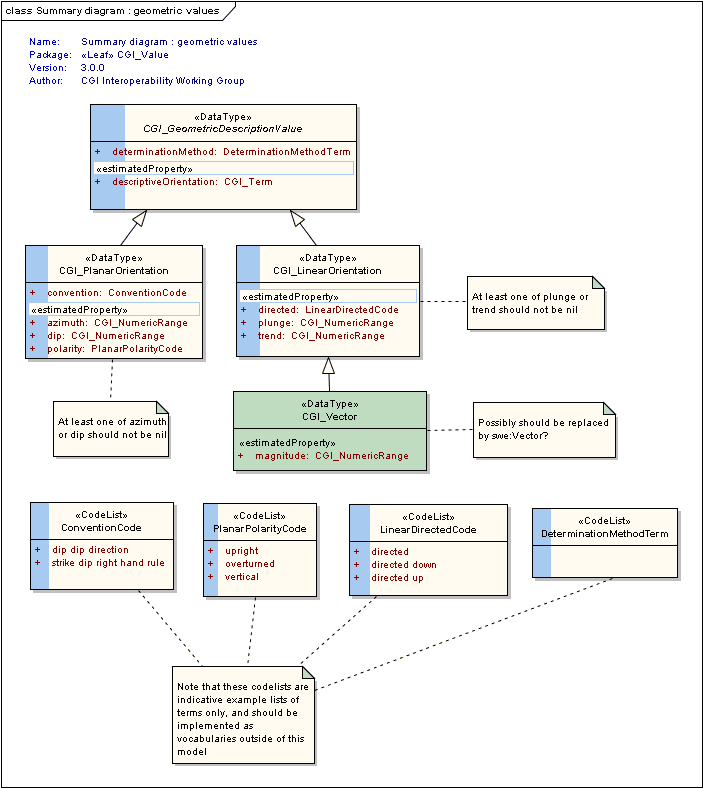 class Summary diagram : geometric values
Name: Summary diagram : geometric values
Package: «Leaf» CGI_Value
Version: 3.0.0
Author: CGI Interoperability Working Group
«DataType»
CGI_GeometricDescriptionValue
+ determinationMethod: DeterminationMethodTerm
«estimatedProperty»
+ descriptiveOrientation: CGI_Term
«DataType»
CGI_PlanarOrientation
+ convention: ConventionCode
«estimatedProperty»
+ azimuth: CGI_NumericRange
+ dip: CGI_NumericRange
+ polarity: PlanarPolarityCode
«DataType»
CGI_LinearOrientation
«estimatedProperty»
+ directed: LinearDirectedCode
+ plunge: CGI_NumericRange
+ trend: CGI_NumericRange
At least one of plunge or
trend should not be nil
At least one of azimuth
or dip should not be nil
«DataType»
CGI_Vector
«estimatedProperty»
+ magnitude: CGI_NumericRange
Possibly should be replaced
by swe:Vector?
«CodeList»
ConventionCode
+ dip dip direction
+ strike dip right hand rule
«CodeList»
PlanarPolarityCode
+ upright
+ overturned
+ vertical
«CodeList»
LinearDirectedCode
+ directed
+ directed down
+ directed up
«CodeList»
DeterminationMethodTerm
Note that these codelists are
indicative example lists of
terms only, and should be
implemented as
vocabularies outside of this
model